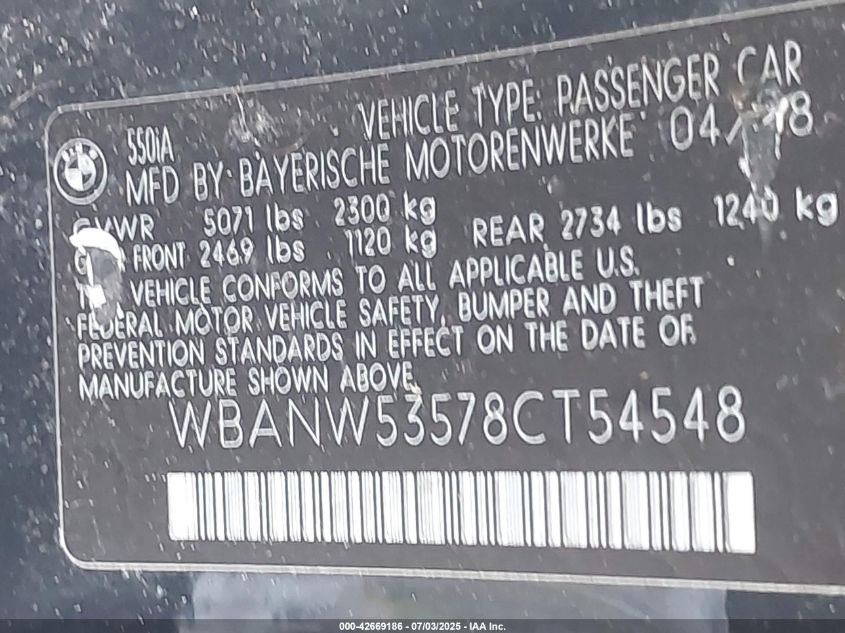 BMW
550iA
VEHICLE TYPE: PASSENGER CAR
MFD BY: BAYERISCHE MOTORENWERKE 04/
5071 lbs 2300 kg
FRONT 2469 lbs 1120 kg REAR 2734 lbs 1240 kg
VEHICLE CONFORMS TO ALL APPLICABLE U.S.
FEDERAL MOTOR VEHICLE SAFETY, BUMPER AND THEFT
PREVENTION STANDARDS IN EFFECT ON THE DATE OF
MANUFACTURE SHOWN ABOVE.
WBANW53578CT54548
000-42669186 - 07/03/2025 - IAA Inc.